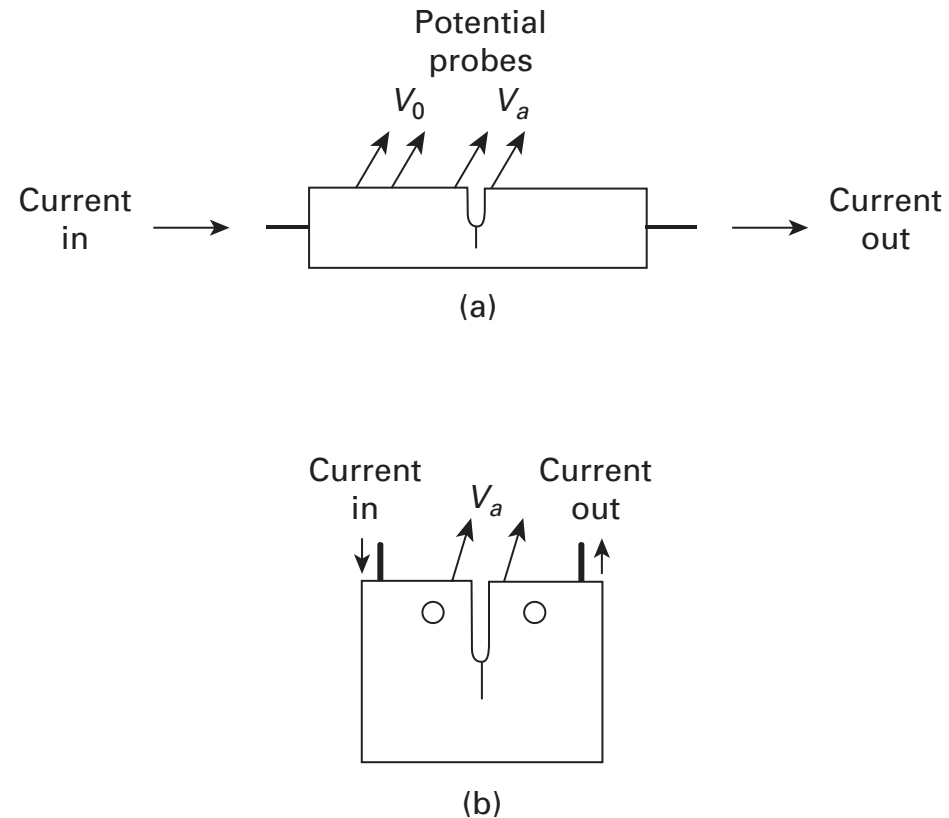 Potential
probes
V0 Va
Current
in
Current
out
(a)
Current
in
Va
Current
out
(b)